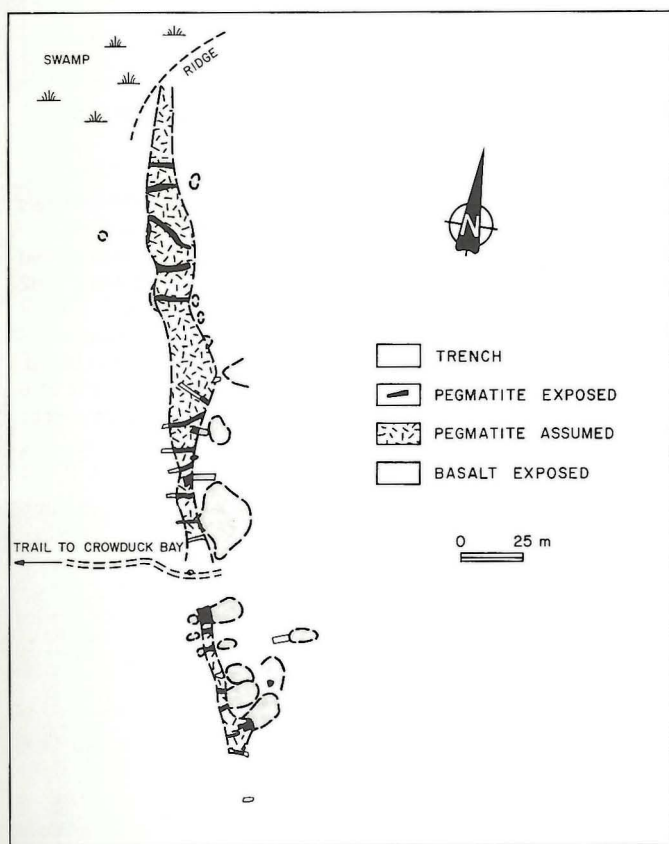 SWAMP
RIDGE
N
TRENCH
PEGMATITE EXPOSED
PEGMATITE ASSUMED
BASALT EXPOSED
0 25 m
TRAIL TO CROWDUCK BAY